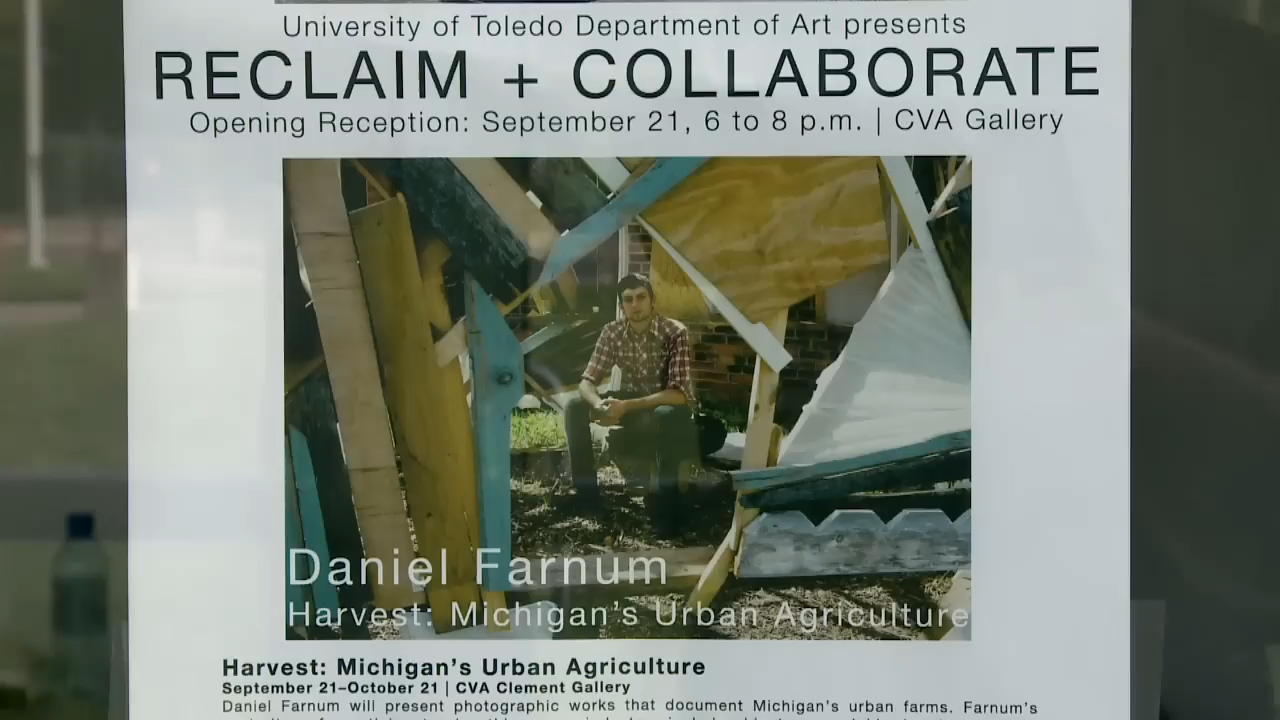 University of Toledo Department of Art presents
RECLAIM + COLLABORATE
Opening Reception: September 21, 6 to 8 p.m. | CVA Gallery
Daniel Farnum
Harvest: Michigan's Urban Agriculture
Harvest: Michigan's Urban Agriculture
September 21–October 21 | CVA Clement Gallery
Daniel Farnum will present photographic works that document Michigan's urban farms. Farnum's